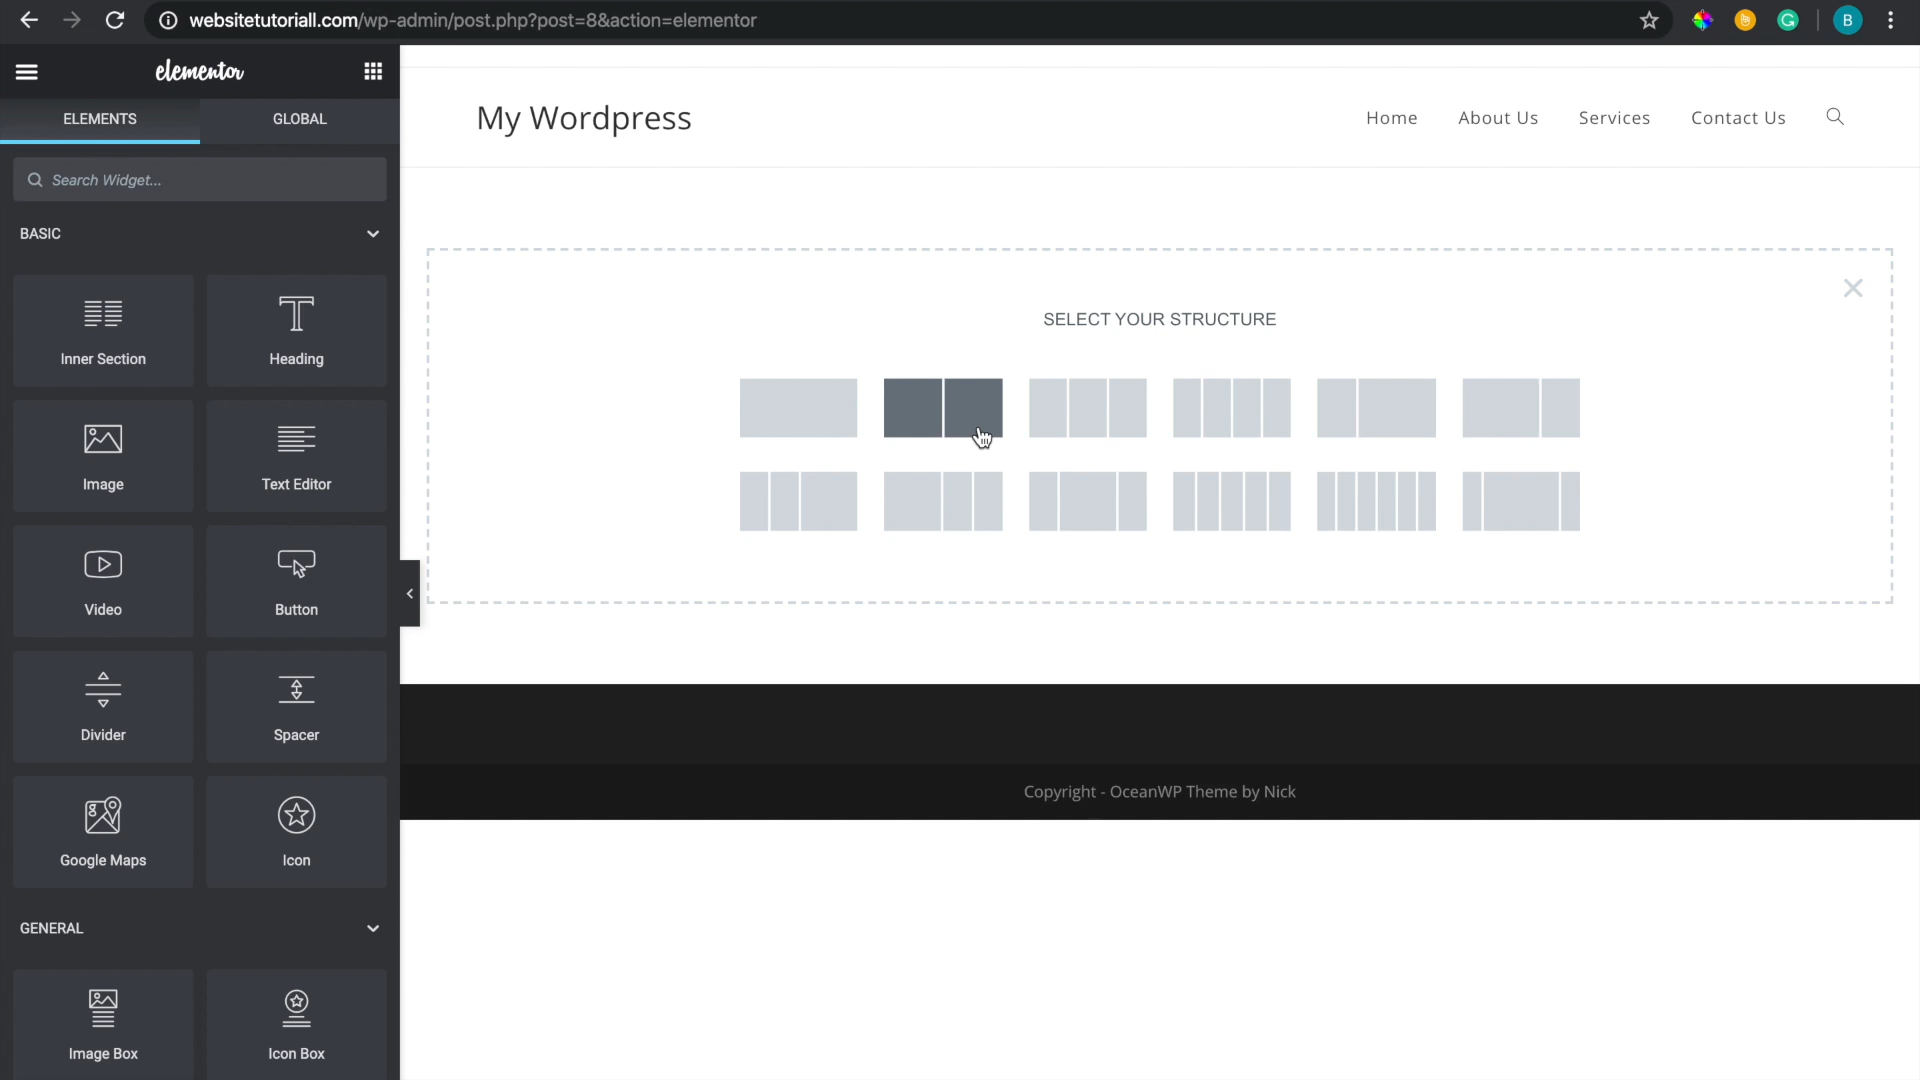 websitetutoriall.com/wp-admin/post.php?post=8&action=elementor
B
elementor
ELEMENTS
GLOBAL
Search Widget...
BASIC
Inner Section
Heading
Image
Text Editor
Video
Button
Divider
Spacer
Google Maps
Icon
GENERAL
Image Box
Icon Box
My Wordpress
Home
About Us
Services
Contact Us
SELECT YOUR STRUCTURE
Copyright - OceanWP Theme by Nick